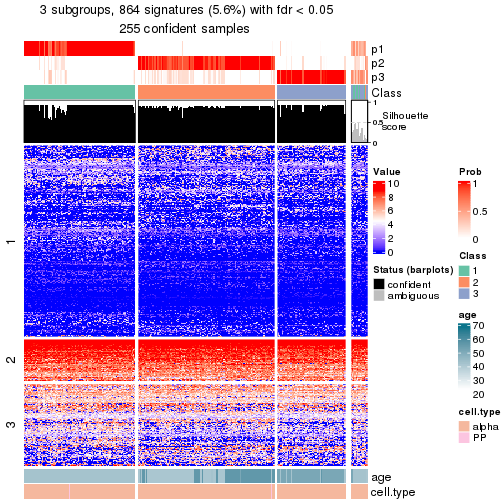 3 subgroups, 864 signatures (5.6%) with fdr < 0.05
255 confident samples
p1
p2
p3
Class
1
0.5
0
Silhouette
score
1
2
3
age
cell.type
Value
10
8
6
4
2
0
Status (barplots)
confident
ambiguous
Prob
1
0.5
0
Class
1
2
3
age
70
60
50
40
30
20
cell.type
alpha
PP